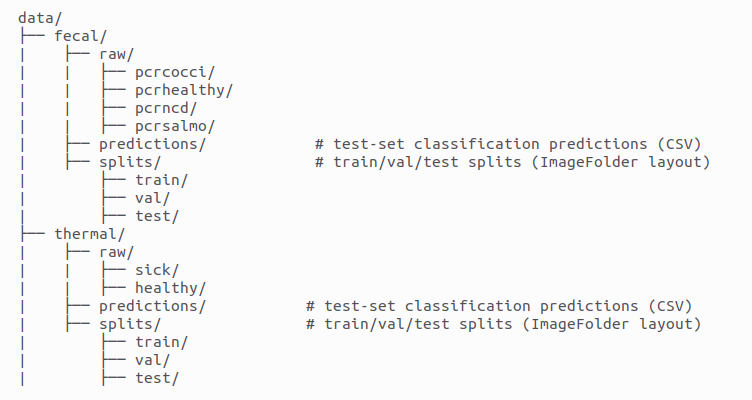 data/
├── fecal/
|   ├── raw/
|   |   ├── pcrcocci/
|   |   ├── pcrhealthy/
|   |   ├── pcrncd/
|   |   ├── pcrsalmo/
|   ├── predictions/            # test-set classification predictions (CSV)
|   ├── splits/                 # train/val/test splits (ImageFolder layout)
|       ├── train/
|       ├── val/
|       ├── test/
├── thermal/
|   ├── raw/
|   |   ├── sick/
|   |   ├── healthy/
|   ├── predictions/           # test-set classification predictions (CSV)
|   ├── splits/                # train/val/test splits (ImageFolder layout)
|       ├── train/
|       ├── val/
|       ├── test/